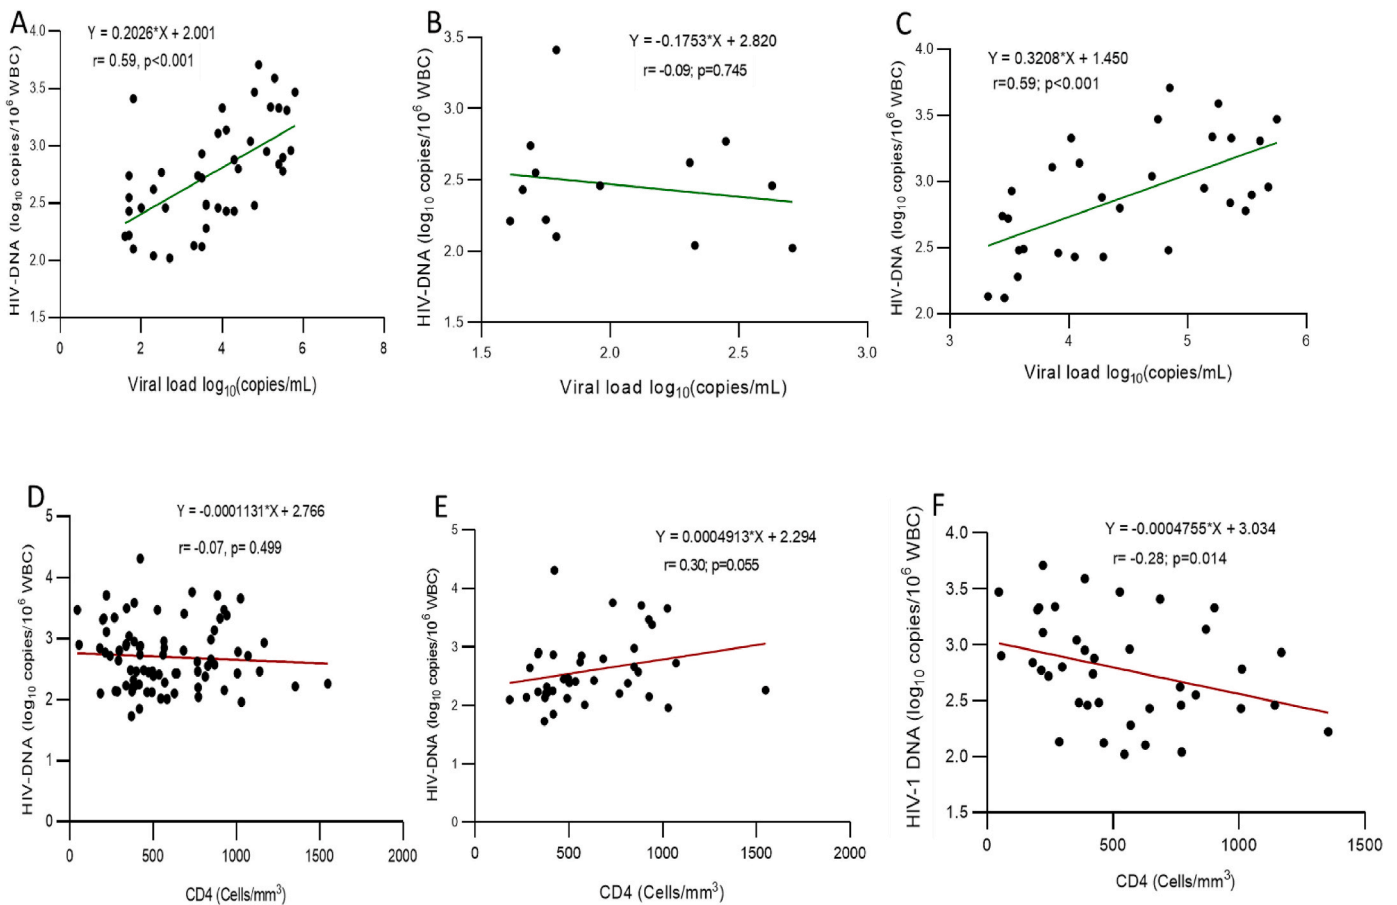 A
Y = 0.2026*X + 2.001
r= 0.59, p<0.001
HIV-DNA (log10 copies/10^6 WBC)
4.0
3.5
3.0
2.5
2.0
1.5
0 2 4 6 8
Viral load log10(copies/mL)
B
Y = -0.1753*X + 2.820
r= -0.09; p=0.745
HIV-DNA (log10 copies/10^6 WBC)
3.5
3.0
2.5
2.0
1.5
1.5 2.0 2.5 3.0
Viral load log10(copies/mL)
C
Y = 0.3208*X + 1.450
r=0.59; p<0.001
HIV-DNA (log10 copies/10^6 WBC)
4.0
3.5
3.0
2.5
2.0
3 4 5 6
Viral load log10(copies/mL)
D
Y = -0.0001131*X + 2.766
r= -0.07, p= 0.499
HIV-DNA (log10 copies/10^6 WBC)
5
4
3
2
1
0
0 500 1000 1500 2000
CD4 (Cells/mm^3)
E
Y = 0.0004913*X + 2.294
r= 0.30; p=0.055
HIV-DNA (log10 copies/10^6 WBC)
5
4
3
2
1
0
0 500 1000 1500 2000
CD4 (Cells/mm^3)
F
Y = -0.0004755*X + 3.034
r= -0.28; p=0.014
HIV-1 DNA (log10 copies/10^6 WBC)
4.0
3.5
3.0
2.5
2.0
1.5
0 500 1000 1500
CD4 (Cells/mm^3)